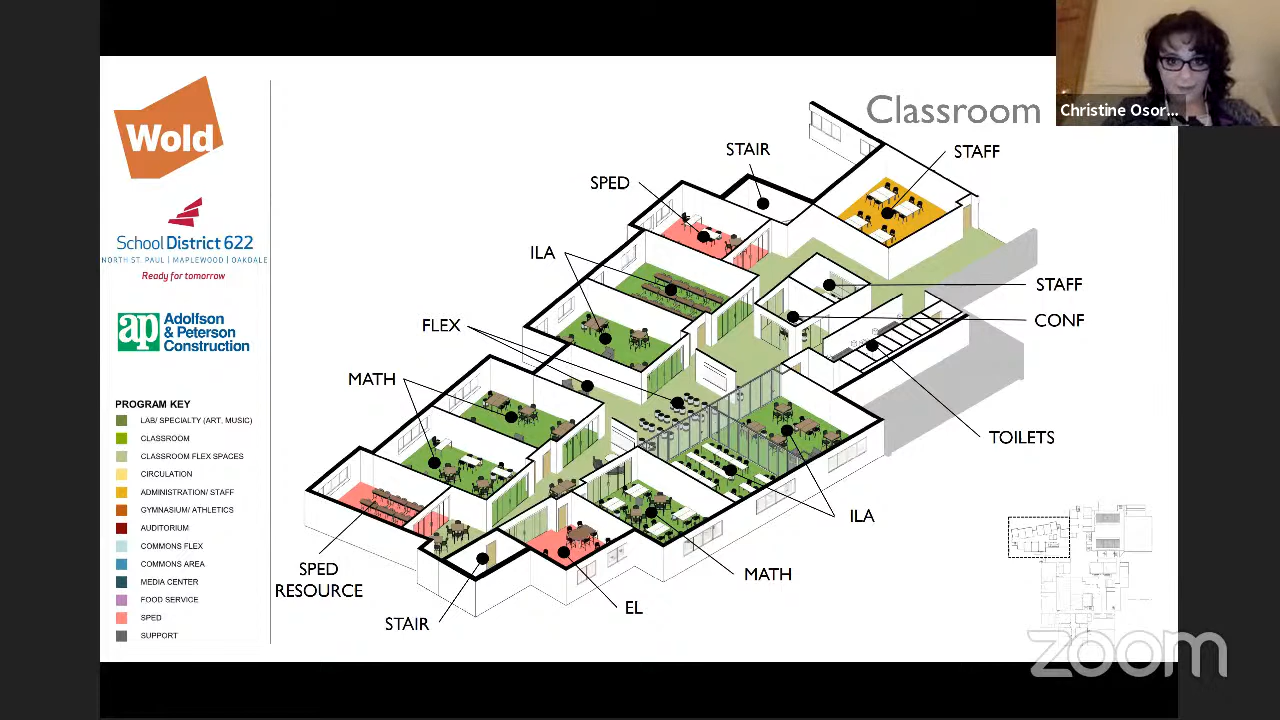 Wold
School District 622
NORTH ST. PAUL | MAPLEWOOD | OAKDALE
Ready for tomorrow
ap Adolfson
& Peterson
Construction
PROGRAM KEY
LAB/ SPECIALTY (ART, MUSIC)
CLASSROOM
CLASSROOM FLEX SPACES
CIRCULATION
ADMINISTRATION/ STAFF
GYMNASIUM/ ATHLETICS
AUDITORIUM
COMMONS FLEX
COMMONS AREA
MEDIA CENTER
FOOD SERVICE
SPED
SUPPORT
Classroom
Christine Osor...
STAIR
STAFF
SPED
ILA
STAFF
CONF
FLEX
MATH
TOILETS
ILA
SPED
RESOURCE
MATH
EL
STAIR
zoom